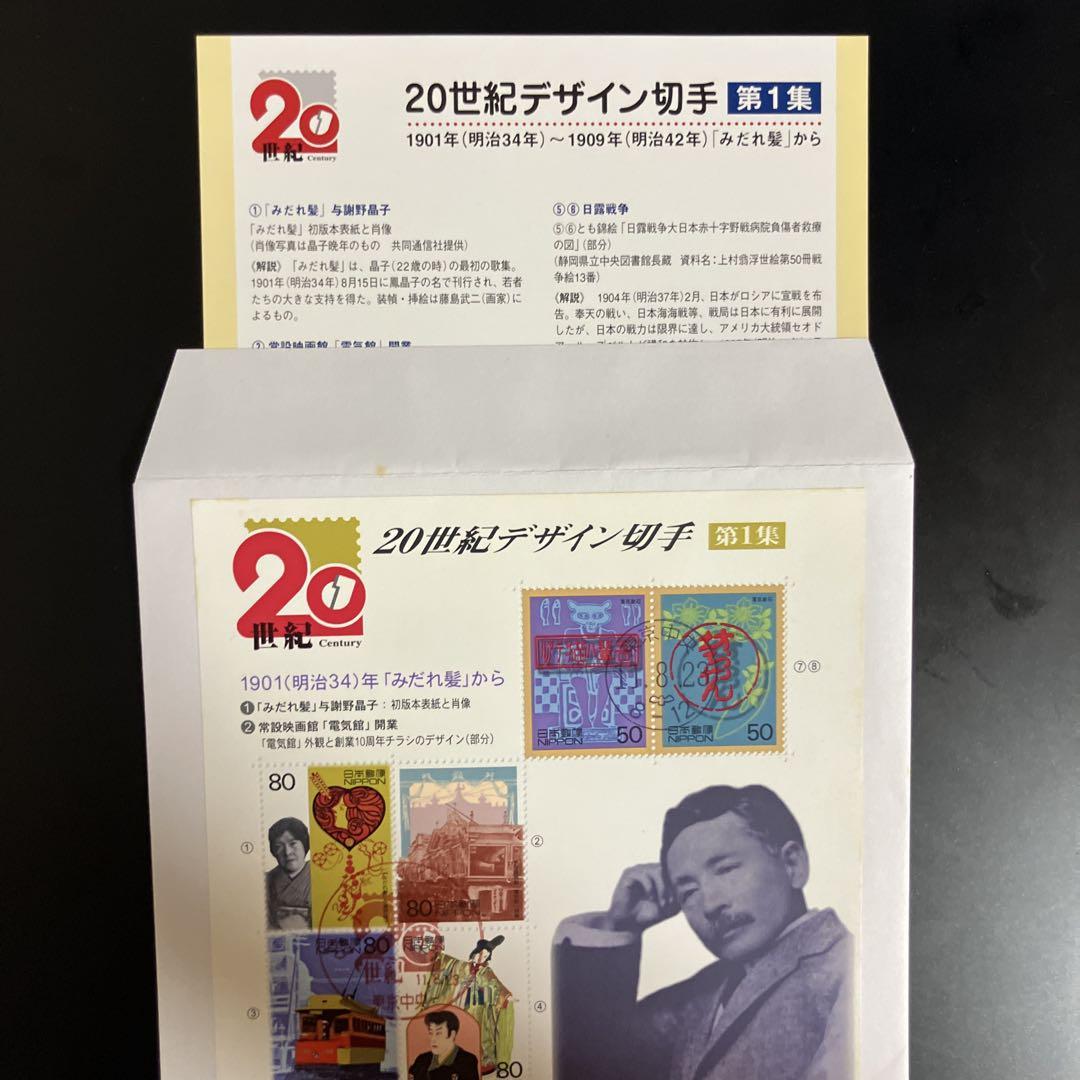 20
世紀 Century
20世紀デザイン切手 第1集
1901年(明治34年)~1909年(明治42年)「みだれ髪」から
①「みだれ髪」与謝野晶子
「みだれ髪」初版本表紙と肖像
(肖像写真は晶子晩年のもの 共同通信社提供)
《解説》「みだれ髪」は、晶子(22歳の時)の最初の歌集。
1901年(明治34年)8月15日に鳳晶子の名で刊行され、若者
たちの大きな支持を得た。装幀・挿絵は藤島武二(画家)に
よるもの。
② 常設映画館「電気館」開業
⑤⑥日露戦争
⑤⑥とも錦絵「日露戦争大日本赤十字野戦病院負傷者救療
の図」(部分)
(静岡県立中央図書館長蔵 資料名:上村翁浮世絵第50冊戦
争絵13番)
《解説》 1904年(明治37年)2月、日本がロシアに宣戦を布
告。奉天の戦い、日本海海戦等、戦局は日本に有利に展開
したが、日本の戦力は限界に達し、アメリカ大統領セオド
20
世紀 Century
20世紀デザイン切手 第1集
1901(明治34)年「みだれ髪」から
❶「みだれ髪」与謝野晶子:初版本表紙と肖像
❷ 常設映画館「電気館」開業
「電気館」外観と創業10周年チラシのデザイン(部分)
日本郵便
NIPPON 50
日本郵便
NIPPON 50
⑦⑧
80 日本郵便
NIPPON
①
80
②
日本郵便 80
③
世紀
東京中央
80
④